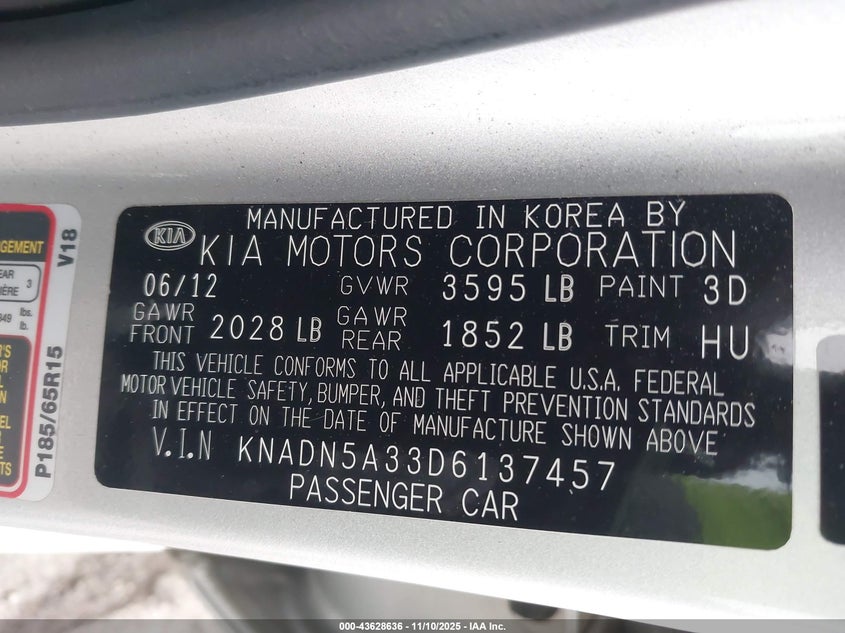 MANUFACTURED IN KOREA BY
KIA KIA MOTORS CORPORATION
06/12 GVWR 3595 LB PAINT 3D
GAWR FRONT 2028 LB GAWR REAR 1852 LB TRIM HU
THIS VEHICLE CONFORMS TO ALL APPLICABLE U.S.A. FEDERAL
MOTOR VEHICLE SAFETY, BUMPER, AND THEFT PREVENTION STANDARDS
IN EFFECT ON THE DATE OF MANUFACTURE SHOWN ABOVE
V.I.N KNADN5A33D6137457
PASSENGER CAR
V18
P185/65R15
3
lbs.
lb.
000-43628636 - 11/10/2025 - IAA Inc.